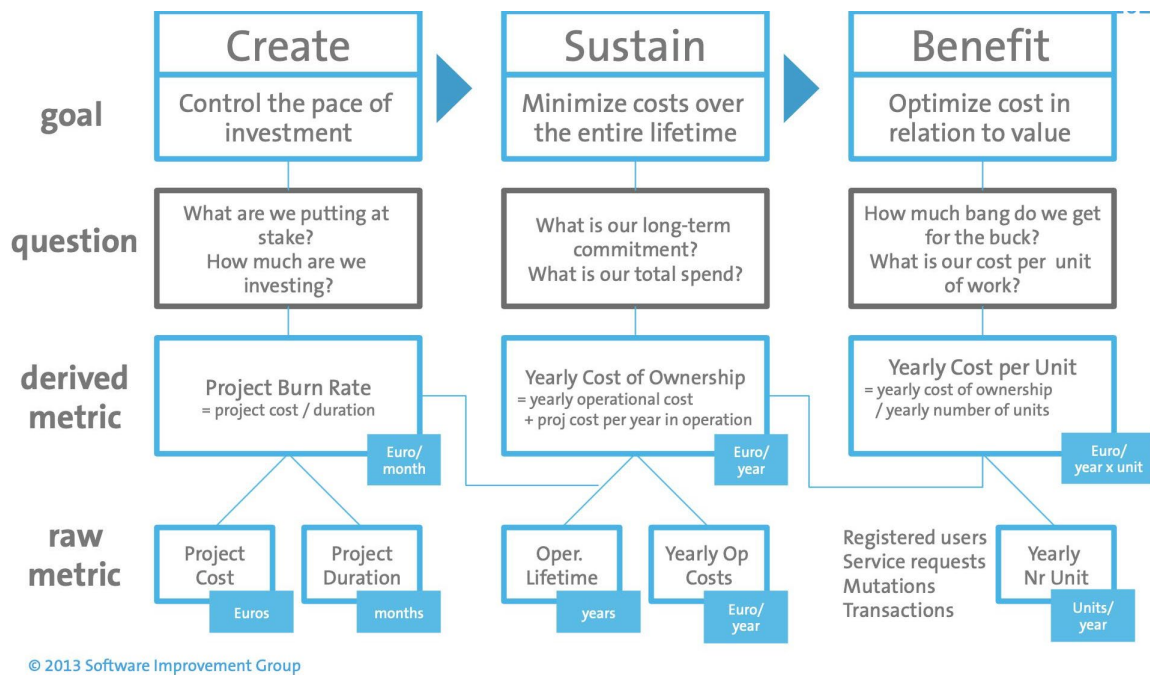 Create
Sustain
Benefit
goal
Control the pace of
investment
Minimize costs over
the entire lifetime
Optimize cost in
relation to value
question
What are we putting at
stake?
How much are we
investing?
What is our long-term
commitment?
What is our total spend?
How much bang do we get
for the buck?
What is our cost per unit
of work?
derived
metric
Project Burn Rate
= project cost / duration
Euro/
month
Yearly Cost of Ownership
= yearly operational cost
+ proj cost per year in operation
Euro/
year
Yearly Cost per Unit
= yearly cost of ownership
/ yearly number of units
Euro/
year x unit
raw
metric
Project
Cost
Euros
Project
Duration
months
Oper.
Lifetime
years
Yearly Op
Costs
Euro/
year
Registered users
Service requests
Mutations
Transactions
Yearly
Nr Unit
Units/
year
© 2013 Software Improvement Group